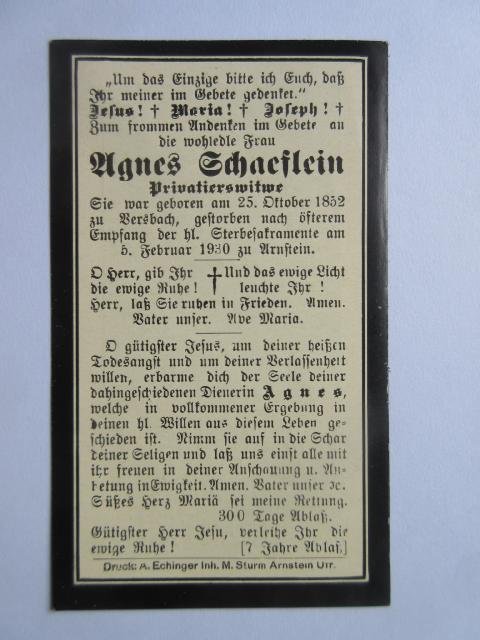 „Um das Einzige bitte ich Euch, daß
Ihr meiner im Gebete gedenket.“
Jesus! † Maria! † Joseph! †
Zum frommen Andenken im Gebete an
die wohledle Frau
Agnes Schaeflein
Privatierswitwe
Sie war geboren am 25. Oktober 1852
zu Versbach, gestorben nach öfterem
Empfang der hl. Sterbesakramente am
5. Februar 1930 zu Arnstein.
O Herr, gib Ihr † Und das ewige Licht
die ewige Ruhe! leuchte Ihr!
Herr, laß Sie ruhen in Frieden. Amen.
Vater unser. Ave Maria.
O gütigster Jesus, um deiner heißen
Todesangst und um deiner Verlassenheit
willen, erbarme dich der Seele deiner
dahingeschiedenen Dienerin Agnes,
welche in vollkommener Ergebung in
deinen hl. Willen aus diesem Leben ge-
schieden ist. Nimm sie auf in die Schar
deiner Seligen und laß uns einst alle mit
ihr freuen in deiner Anschauung u. An-
betung in Ewigkeit. Amen. Vater unser ꝛc.
Süßes Herz Mariä sei meine Rettung.
300 Tage Ablaß.
Gütigster Herr Jesu, verleihe Ihr die
ewige Ruhe! [7 Jahre Ablaß]
Druck: A. Echinger Inh. M. Sturm Arnstein Ufr.